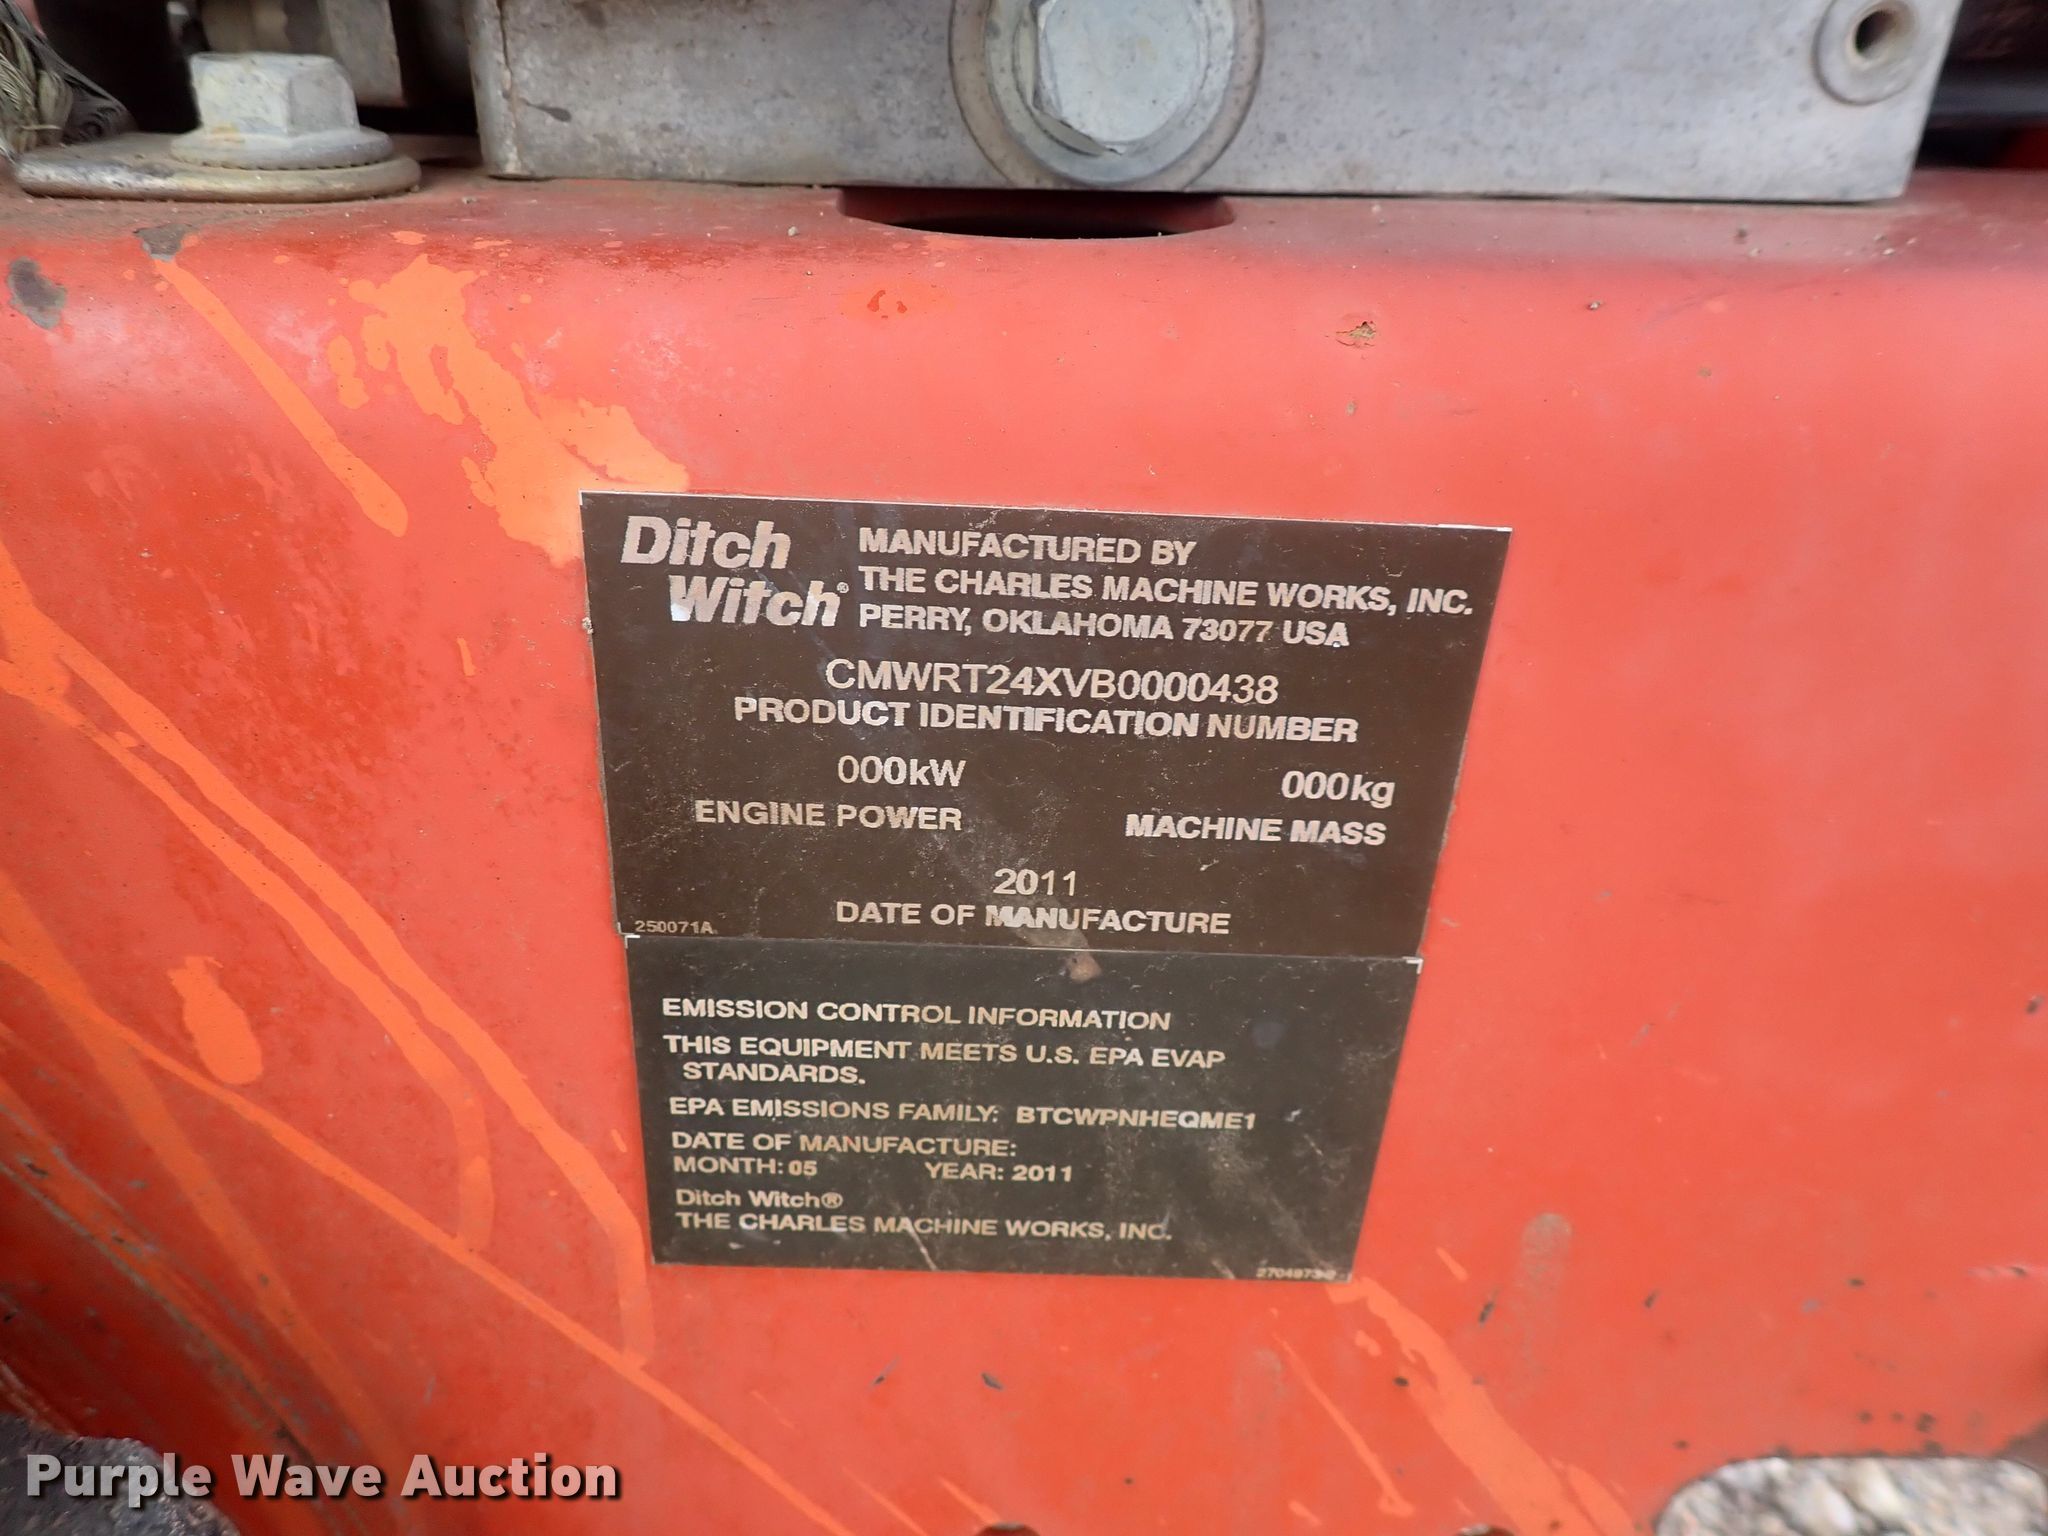 Ditch Witch®
MANUFACTURED BY
THE CHARLES MACHINE WORKS, INC.
PERRY, OKLAHOMA 73077 USA
CMWRT24XVB0000438
PRODUCT IDENTIFICATION NUMBER
000kW 000kg
ENGINE POWER MACHINE MASS
2011
DATE OF MANUFACTURE
250071A
EMISSION CONTROL INFORMATION
THIS EQUIPMENT MEETS U.S. EPA EVAP
STANDARDS.
EPA EMISSIONS FAMILY: BTCWPNHEQME1
DATE OF MANUFACTURE:
MONTH: 05 YEAR: 2011
Ditch Witch®
THE CHARLES MACHINE WORKS, INC.
Purple Wave Auction